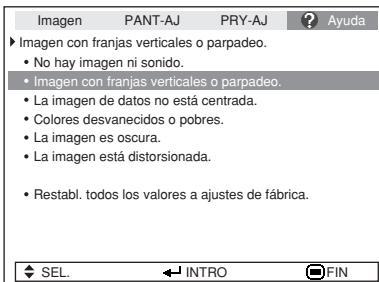 Imagen PANT-AJ PRY-AJ ? Ayuda
Imagen con franjas verticales o parpadeo.
• No hay imagen ni sonido.
• Imagen con franjas verticales o parpadeo.
• La imagen de datos no está centrada.
• Colores desvanecidos o pobres.
• La imagen es oscura.
• La imagen está distorsionada.
• Restabl. todos los valores a ajustes de fábrica.
SEL. INTRO FIN